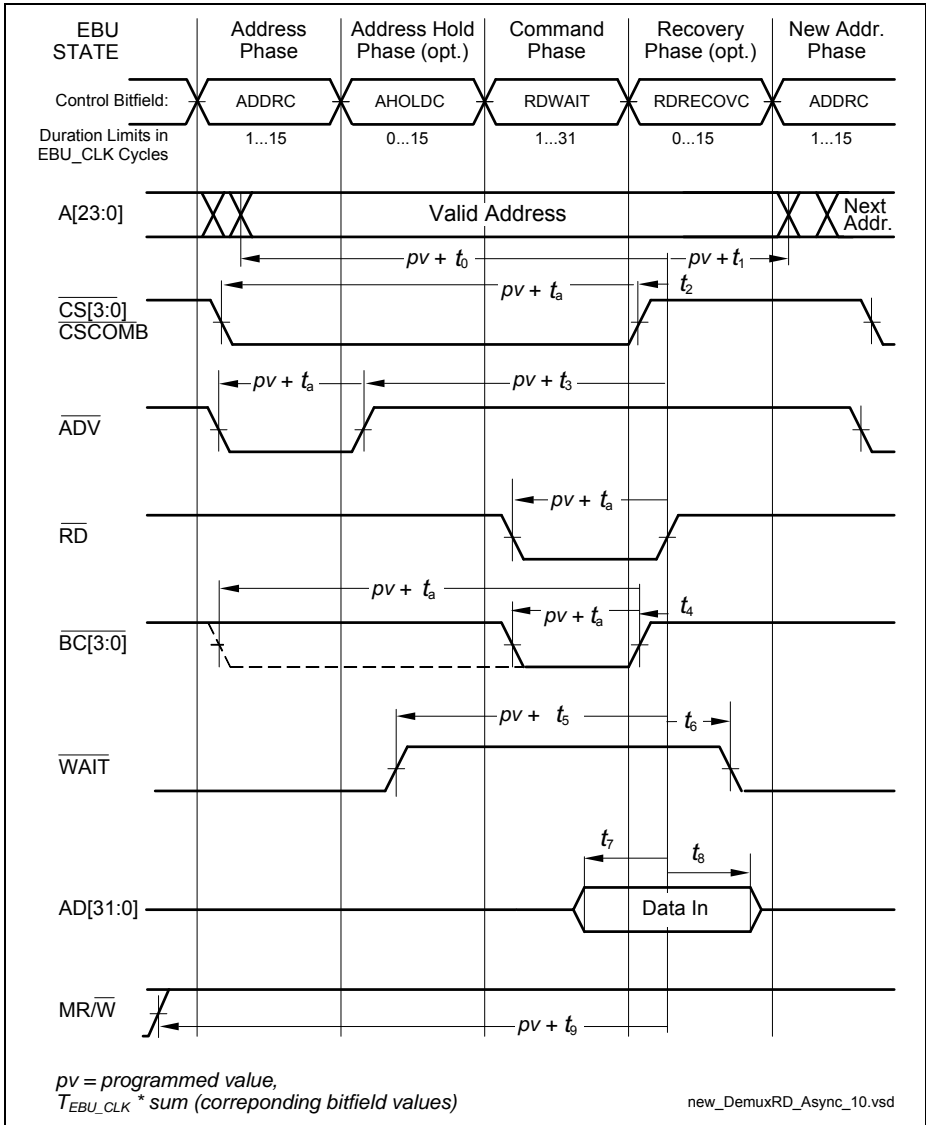 EBU STATE
Address Phase
Address Hold Phase (opt.)
Command Phase
Recovery Phase (opt.)
New Addr. Phase
Control Bitfield:
ADDRC
AHOLDC
RDWAIT
RDRECOVC
ADDRC
Duration Limits in EBU_CLK Cycles
1...15
0...15
1...31
0...15
1...15
A[23:0]
Valid Address
Next Addr.
pv + t0
pv + t1
CS[3:0]
CSCOMB
pv + ta
t2
ADV
pv + ta
pv + t3
RD
pv + ta
BC[3:0]
pv + ta
pv + ta
t4
WAIT
pv + t5
t6
AD[31:0]
t7
t8
Data In
MR/W
pv + t9
pv = programmed value,
TEBU_CLK * sum (correponding bitfield values)
new_DemuxRD_Async_10.vsd